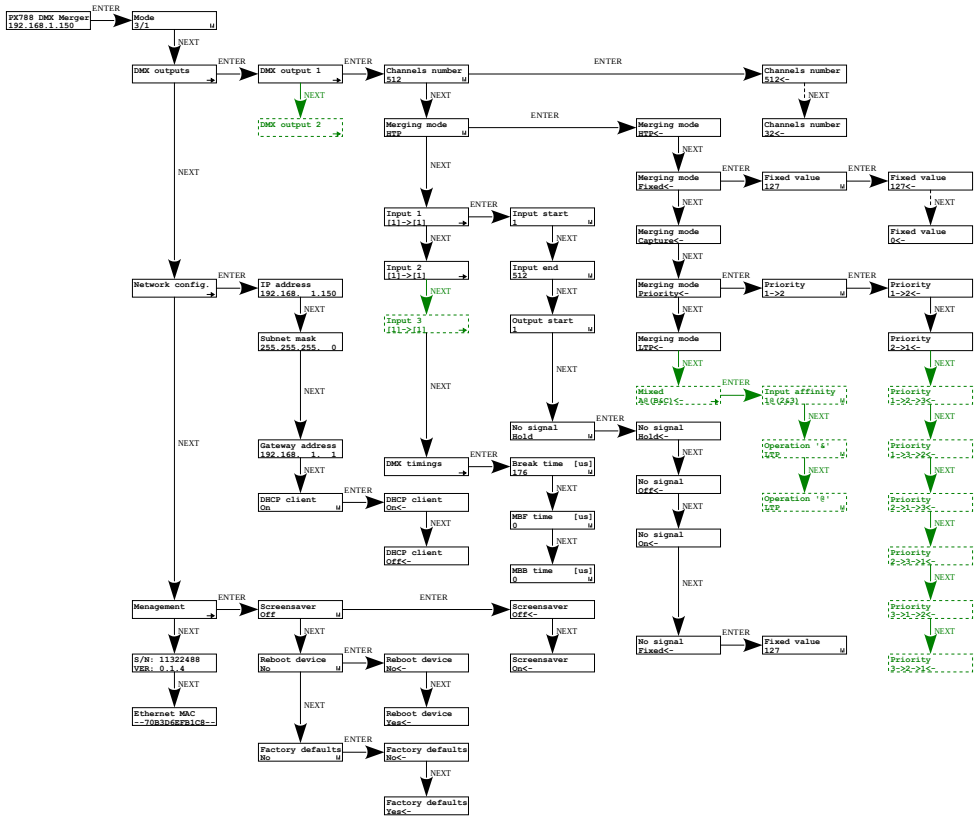 PX788 DMX Merger
192.168.1.150
ENTER
Mode
3/1
NEXT
DMX outputs
ENTER
DMX output 1
ENTER
Channels number
512
ENTER
Channels number
512<-
NEXT
NEXT
NEXT
DMX output 2
Merging mode
HTP
ENTER
Merging mode
HTP<-
Channels number
32<-
NEXT
NEXT
NEXT
Merging mode
Fixed<-
ENTER
Fixed value
127
ENTER
Fixed value
127<-
NEXT
NEXT
Input 1
[1]->[1]
ENTER
Input start
1
Merging mode
Capture<-
Fixed value
0<-
NEXT
NEXT
NEXT
Input 2
[1]->[1]
Input end
512
Network config.
ENTER
IP address
192.168.  1.150
Merging mode
Priority<-
ENTER
Priority
1->2
ENTER
Priority
1->2<-
NEXT
NEXT
NEXT
NEXT
NEXT
Input 3
[1]->[1]
Output start
1
Subnet mask
255.255.255.  0
Merging mode
LTP<-
Priority
2->1<-
NEXT
NEXT
NEXT
NEXT
NEXT
Mixed
A@(B&C)<-
ENTER
Input affinity
1@(2&3)
Priority
1->2->3<-
NEXT
NEXT
NEXT
No signal
Hold
ENTER
No signal
Hold<-
NEXT
Gateway address
192.168.  1.  1
Operation '&'
LTP
Priority
1->3->2<-
NEXT
NEXT
NEXT
NEXT
DMX timings
ENTER
Break time [us]
176
No signal
Off<-
DHCP client
On
ENTER
DHCP client
On<-
Operation '@'
LTP
Priority
2->1->3<-
NEXT
NEXT
NEXT
NEXT
MBF time   [us]
0
No signal
On<-
DHCP client
Off<-
Priority
2->3->1<-
NEXT
NEXT
NEXT
MBB time   [us]
0
Menagement
ENTER
Screensaver
Off
ENTER
Screensaver
Off<-
Priority
3->1->2<-
NEXT
NEXT
NEXT
NEXT
No signal
Fixed<-
ENTER
Fixed value
127
S/N: 11322488
VER: 0.1.4
Reboot device
No
ENTER
Reboot device
No<-
Screensaver
On<-
Priority
3->2->1<-
NEXT
NEXT
NEXT
Ethernet MAC
--70B3D6EFB1C8--
Reboot device
Yes<-
Factory defaults
No
ENTER
Factory defaults
No<-
NEXT
Factory defaults
Yes<-